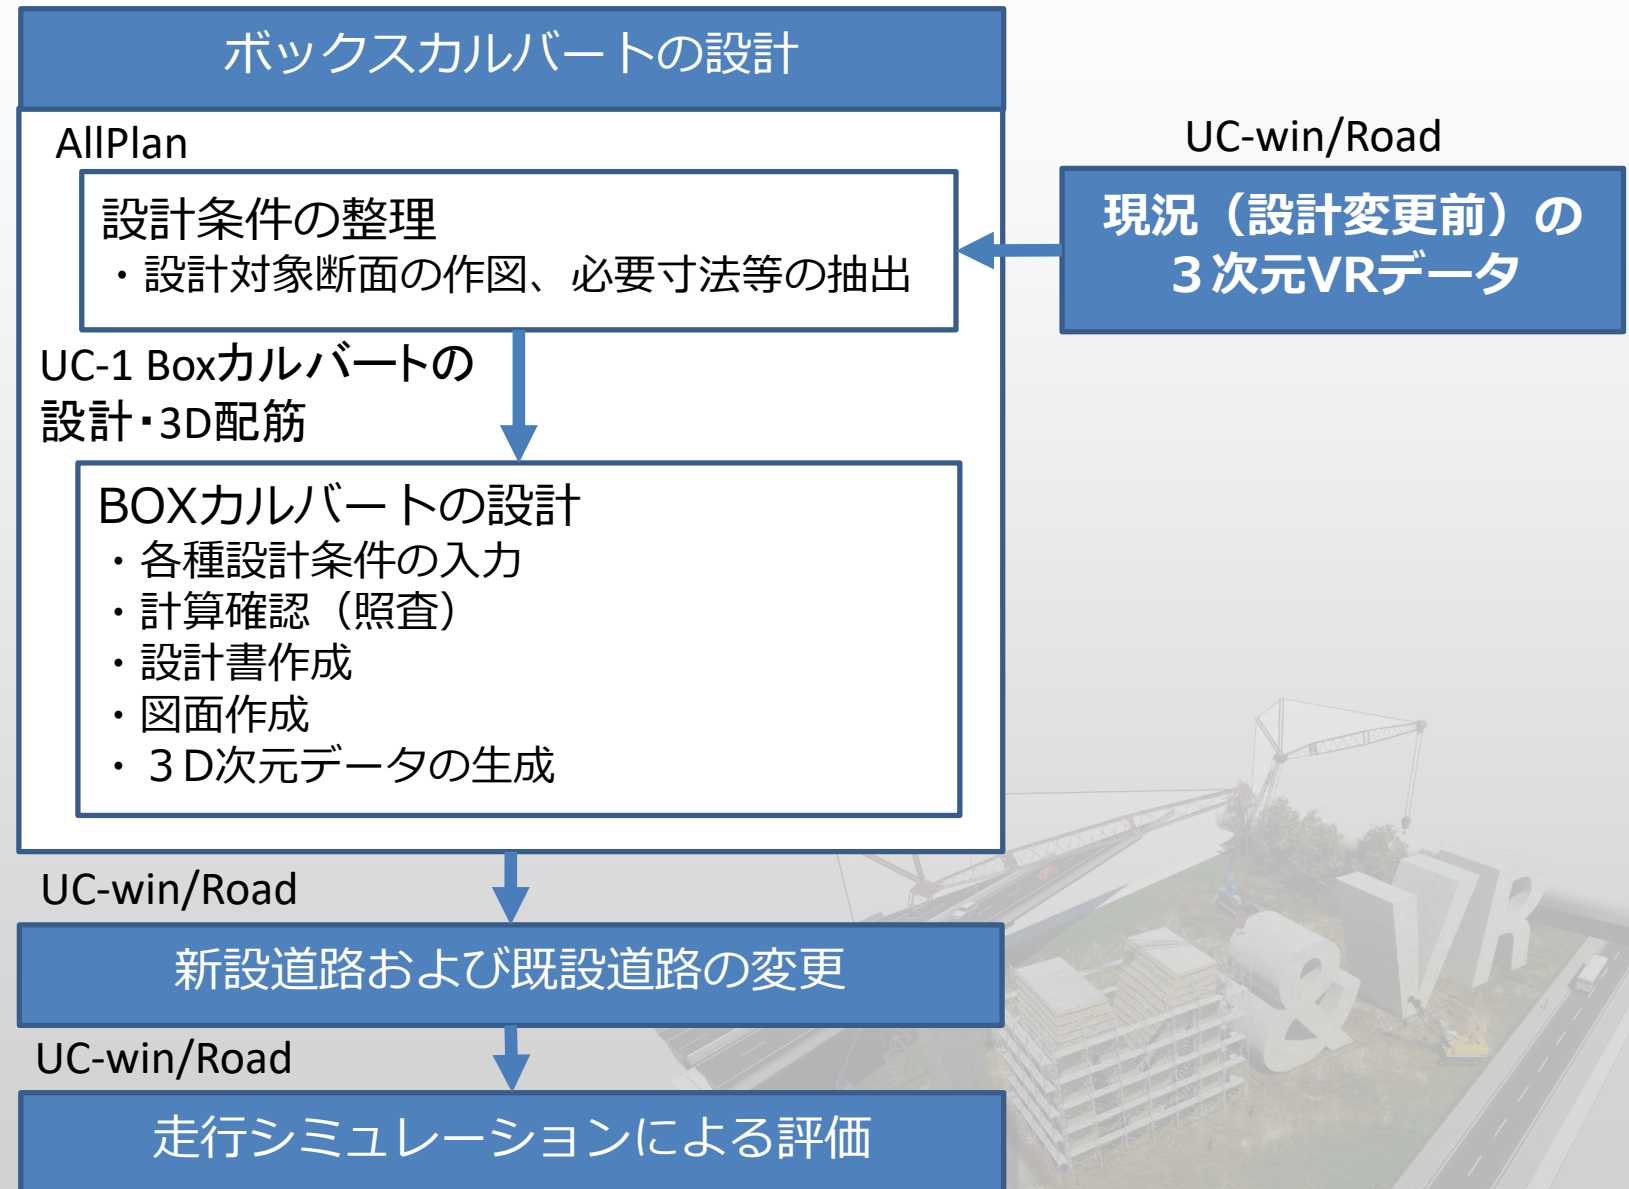 ボックスカルバートの設計
AllPlan
設計条件の整理
・設計対象断面の作図、必要寸法等の抽出
UC-win/Road
現況（設計変更前）の
３次元VRデータ
UC-1 Boxカルバートの
設計・3D配筋
BOXカルバートの設計
・各種設計条件の入力
・計算確認（照査）
・設計書作成
・図面作成
・３D次元データの生成
UC-win/Road
新設道路および既設道路の変更
UC-win/Road
走行シミュレーションによる評価
&VR